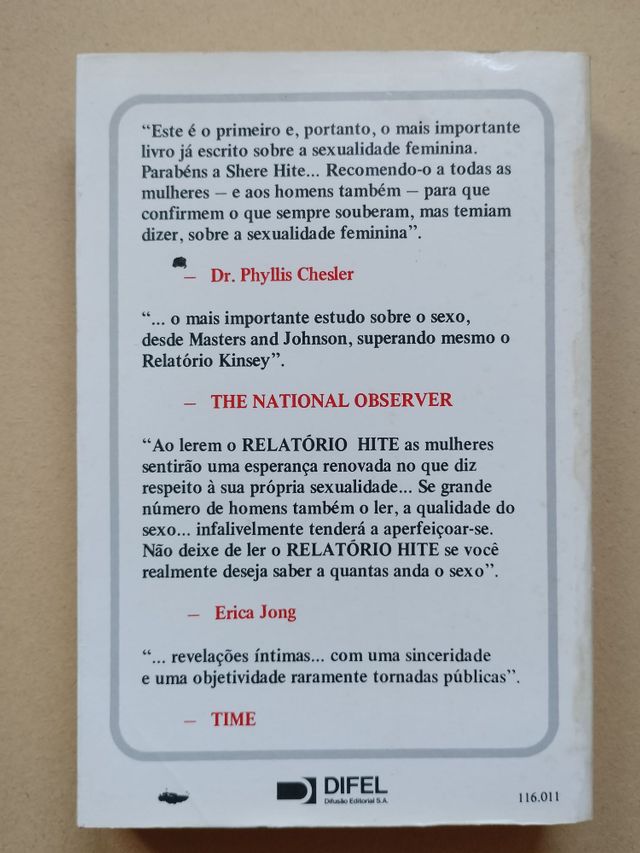 “Este é o primeiro e, portanto, o mais importante
livro já escrito sobre a sexualidade feminina.
Parabéns a Shere Hite... Recomendo-o a todas as
mulheres — e aos homens também — para que
confirmem o que sempre souberam, mas temiam
dizer, sobre a sexualidade feminina”.
— Dr. Phyllis Chesler
“... o mais importante estudo sobre o sexo,
desde Masters and Johnson, superando mesmo o
Relatório Kinsey”.
— THE NATIONAL OBSERVER
“Ao lerem o RELATÓRIO HITE as mulheres
sentirão uma esperança renovada no que diz
respeito à sua própria sexualidade... Se grande
número de homens também o ler, a qualidade do
sexo... infalivelmente tenderá a aperfeiçoar-se.
Não deixe de ler o RELATÓRIO HITE se você
realmente deseja saber a quantas anda o sexo”.
— Erica Jong
“... revelações íntimas... com uma sinceridade
e uma objetividade raramente tornadas públicas”.
— TIME
DIFEL
Difusão Editorial S.A.
116.011